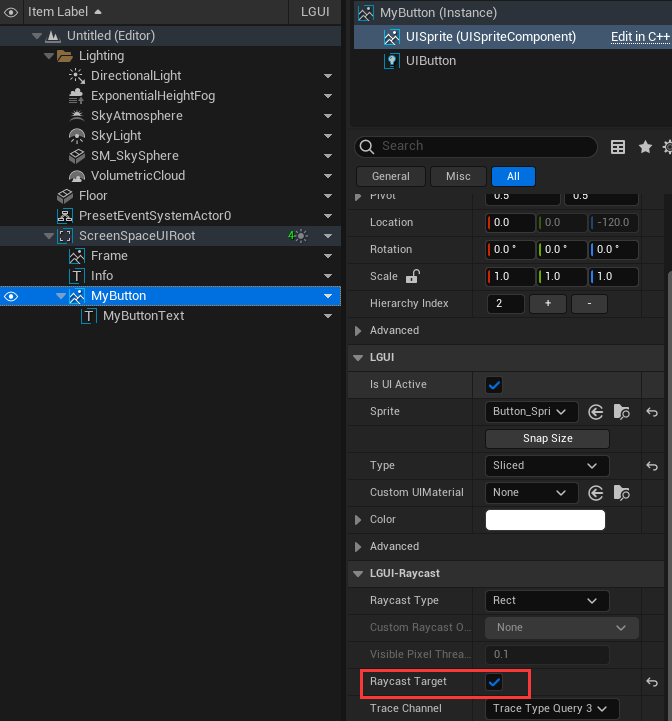 Item Label
LGUI
Untitled (Editor)
Lighting
DirectionalLight
ExponentialHeightFog
SkyAtmosphere
SkyLight
SM_SkySphere
VolumetricCloud
Floor
PresetEventSystemActor0
ScreenSpaceUIRoot
4
Frame
Info
MyButton
MyButtonText
MyButton (Instance)
UISprite (UISpriteComponent)
Edit in C++
UIButton
Search
General
Misc
All
Pivot
0.5
0.5
Location
0.0
0.0
-120.0
Rotation
0.0 °
0.0 °
0.0 °
Scale
1.0
1.0
1.0
Hierarchy Index
2
+
-
Advanced
LGUI
Is UI Active
Sprite
Button_Spri
Snap Size
Type
Sliced
Custom UIMaterial
None
Color
Advanced
LGUI-Raycast
Raycast Type
Rect
Custom Raycast O...
None
Visible Pixel Threa...
0.1
Raycast Target
Trace Channel
Trace Type Query 3